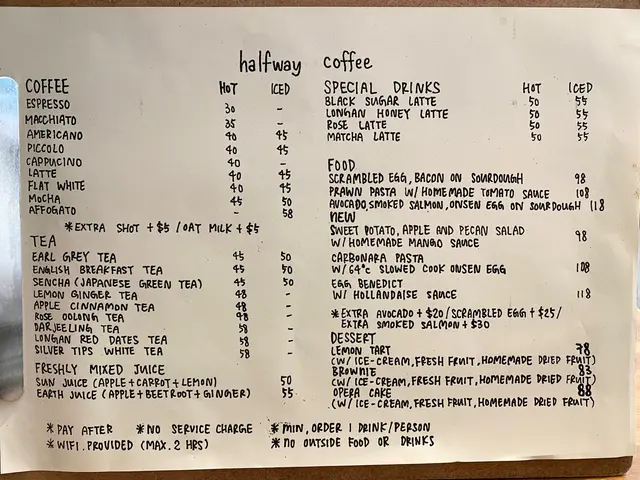 halfway coffee
COFFEE HOT ICED
ESPRESSO 30 -
MACCHIATO 35 -
AMERICANO 40 45
PICCOLO 40 45
CAPPUCINO 40 -
LATTE 40 45
FLAT WHITE 40 45
MOCHA 45 50
AFFOGATO - 58
*EXTRA SHOT +$5 /OAT MILK +$5
TEA
EARL GREY TEA 45 50
ENGLISH BREAKFAST TEA 45 50
SENCHA (JAPANESE GREEN TEA) 45 50
LEMON GINGER TEA 48 -
APPLE CINNAMON TEA 48 -
ROSE OOLONG TEA 48 -
DARJEELING TEA 58 -
LONGAN RED DATES TEA 58 -
SILVER TIPS WHITE TEA 58 -
FRESHLY MIXED JUICE
SUN JUICE (APPLE+CARROT+LEMON) 50
EARTH JUICE (APPLE+BEETROOT+GINGER) 55
SPECIAL DRINKS HOT ICED
BLACK SUGAR LATTE 50 55
LONGAN HONEY LATTE 50 55
ROSE LATTE 50 55
MATCHA LATTE 50 55
FOOD
SCRAMBLED EGG, BACON ON SOURDOUGH 98
PRAWN PASTA W/ HOMEMADE TOMATO SAUCE 108
AVOCADO, SMOKED SALMON, ONSEN EGG ON SOURDOUGH 118
NEW
SWEET POTATO, APPLE AND PECAN SALAD
W/ HOMEMADE MANGO SAUCE 98
CARBONARA PASTA
W/ 64°C SLOWED COOK ONSEN EGG 108
EGG BENEDICT
W/ HOLLANDAISE SAUCE 118
*EXTRA AVOCADO +$20/SCRAMBLED EGG +$25/
EXTRA SMOKED SALMON +$30
DESSERT
LEMON TART 78
(W/ ICE-CREAM, FRESH FRUIT, HOMEMADE DRIED FRUIT)
BROWNIE 83
(W/ ICE-CREAM, FRESH FRUIT, HOMEMADE DRIED FRUIT)
OPERA CAKE 88
(W/ ICE-CREAM, FRESH FRUIT, HOMEMADE DRIED FRUIT)
*PAY AFTER *NO SERVICE CHARGE *MIN, ORDER 1 DRINK/PERSON
*WIFI PROVIDED (MAX. 2 HRS) *NO OUTSIDE FOOD OR DRINKS